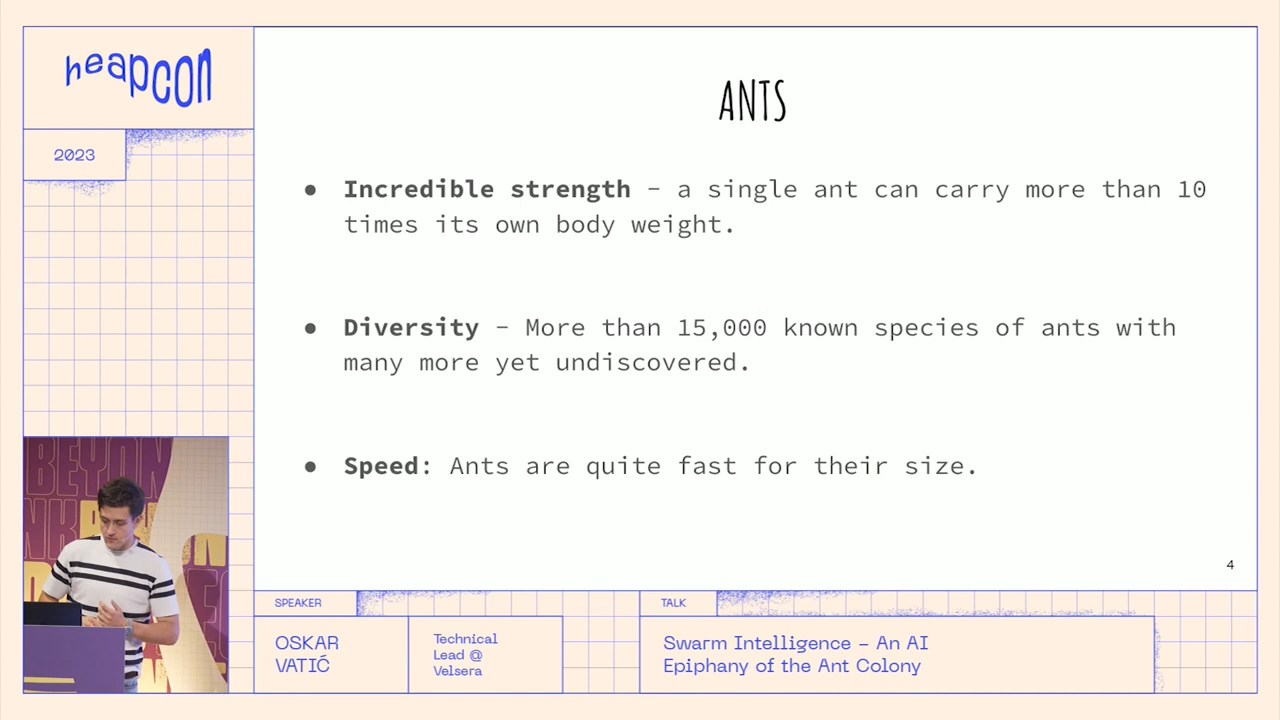 heapcon
2023
ANTS
● Incredible strength - a single ant can carry more than 10
times its own body weight.
● Diversity - More than 15,000 known species of ants with
many more yet undiscovered.
● Speed: Ants are quite fast for their size.
4
BEYON
SPEAKER
OSKAR
VATIĆ
Technical
Lead @
Velsera
TALK
Swarm Intelligence - An AI
Epiphany of the Ant Colony